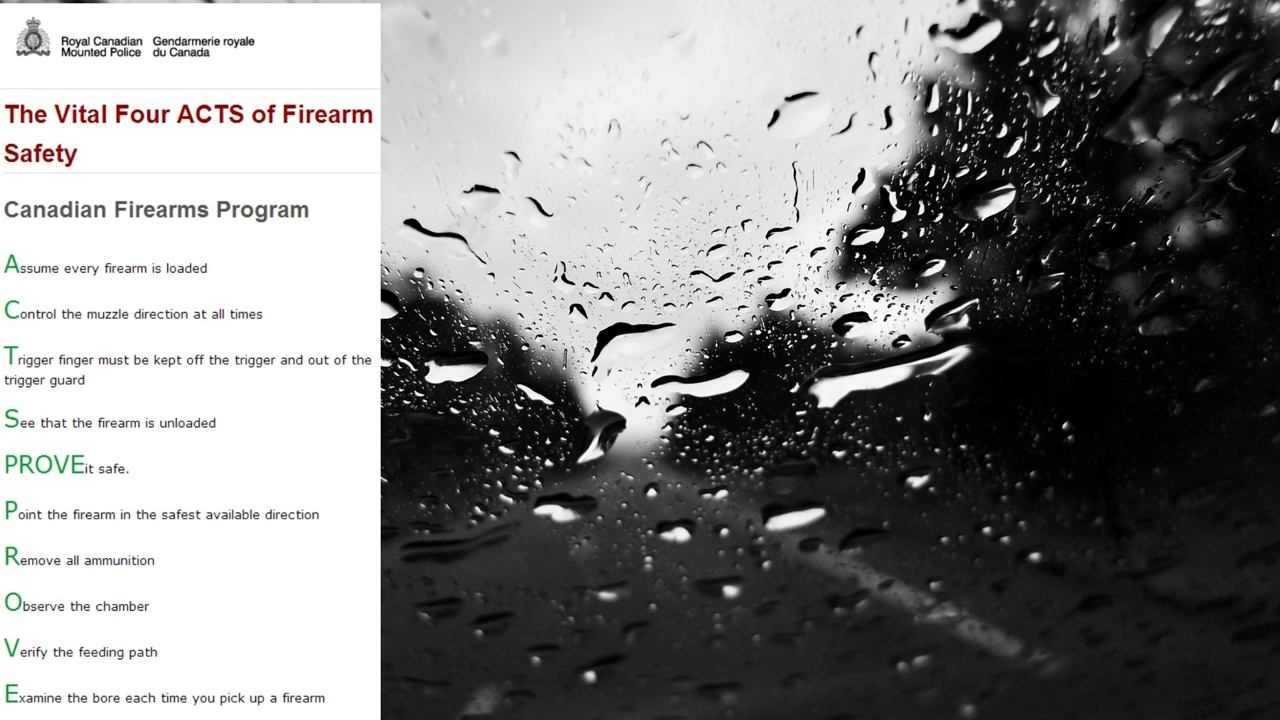 Royal Canadian Gendarmerie royale
Mounted Police du Canada
The Vital Four ACTS of Firearm
Safety
Canadian Firearms Program
Assume every firearm is loaded
Control the muzzle direction at all times
Trigger finger must be kept off the trigger and out of the
trigger guard
See that the firearm is unloaded
PROVEit safe.
Point the firearm in the safest available direction
Remove all ammunition
Observe the chamber
Verify the feeding path
Examine the bore each time you pick up a firearm